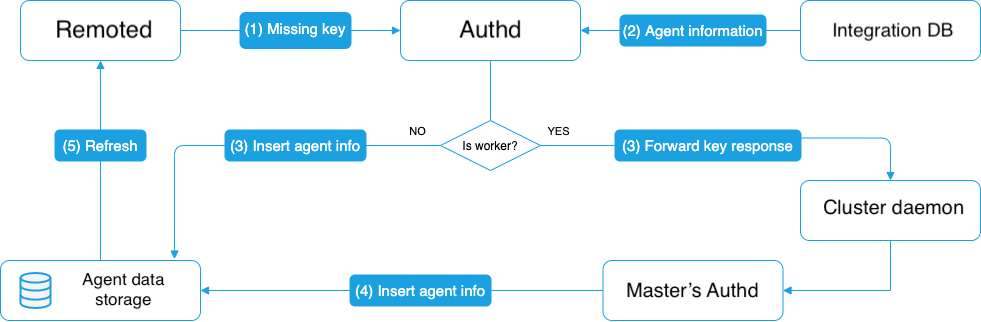 Remoted
(1) Missing key
Authd
(2) Agent information
Integration DB
NO
YES
(5) Refresh
(3) Insert agent info
Is worker?
(3) Forward key response
Cluster daemon
Agent data
storage
(4) Insert agent info
Master's Authd